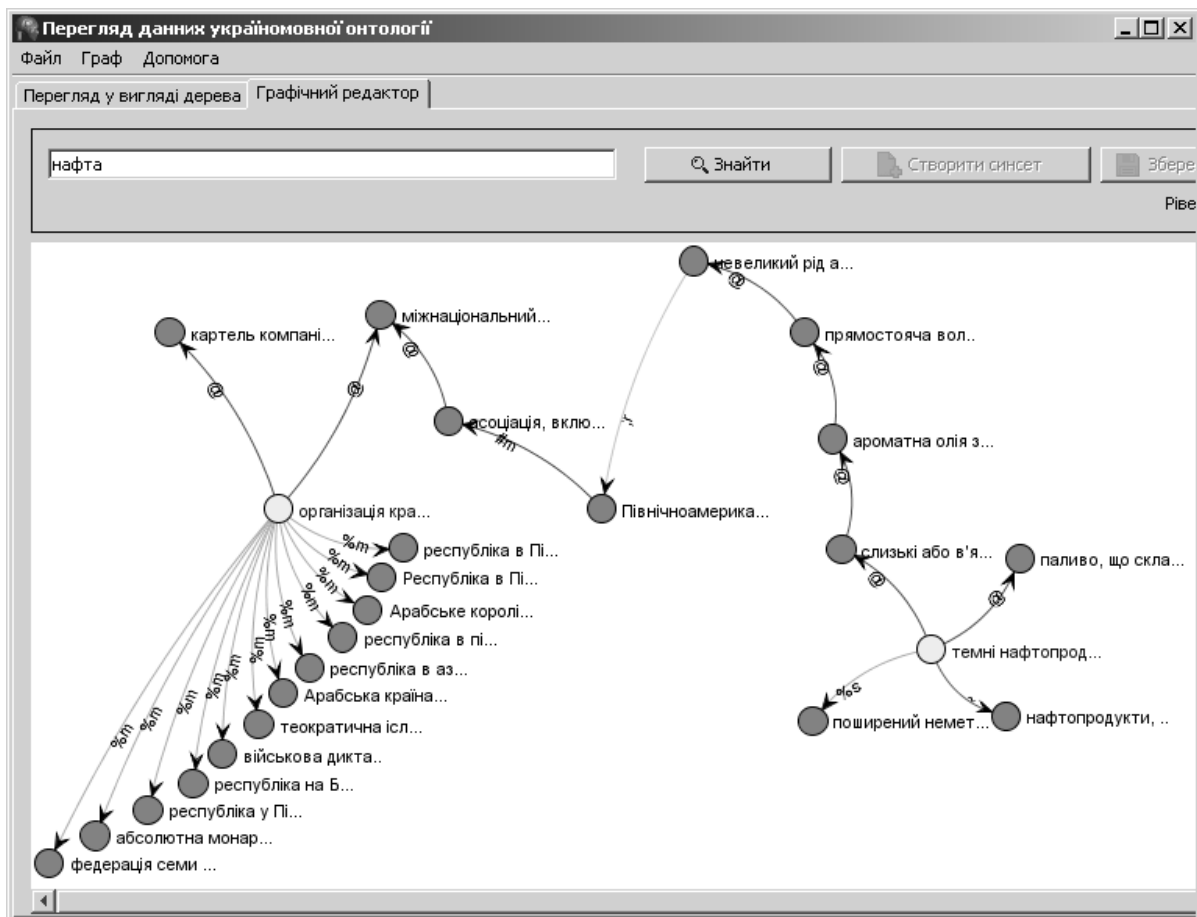 Перегляд данних україномовної онтології
Файл Граф Допомога
Перегляд у вигляді дерева Графічний редактор
нафта Знайти Створити синсет Збере
Ріве
невеликий рід а...
@
картель компані... міжнаціональний... прямостояча вол..
@ @ @ @
асоціація, вклю... ароматна олія з...
#m ~ @
організація кра... Північноамерика...
%m республіка в Пі... слизькі або в'я... паливо, що скла...
%m Республіка в Пі... @ @
%m Арабське королі...
%m республіка в пі... темні нафтопрод...
%m республіка в аз... %s ~
%m Арабська країна... поширений немет... нафтопродукти, ..
%m теократична ісл...
%m військова дикта..
%m республіка на Б...
%m республіка у Пі...
%m абсолютна монар...
%m федерація семи ...